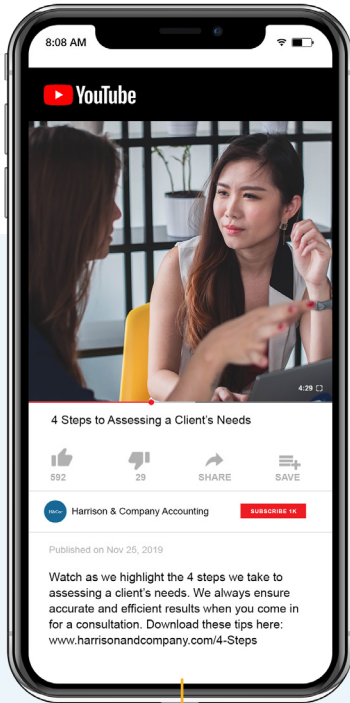 8:08 AM
YouTube
4:29
4 Steps to Assessing a Client's Needs
592 29 SHARE SAVE
H&Co Harrison & Company Accounting SUBSCRIBE 1K
Published on Nov 25, 2019
Watch as we highlight the 4 steps we take to
assessing a client's needs. We always ensure
accurate and efficient results when you come in
for a consultation. Download these tips here:
www.harrisonandcompany.com/4-Steps